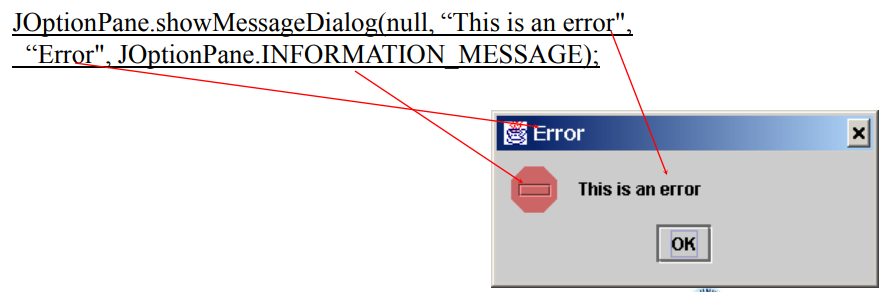 JOptionPane.showMessageDialog(null, “This is an error",
“Error", JOptionPane.INFORMATION_MESSAGE);
Error
This is an error
OK